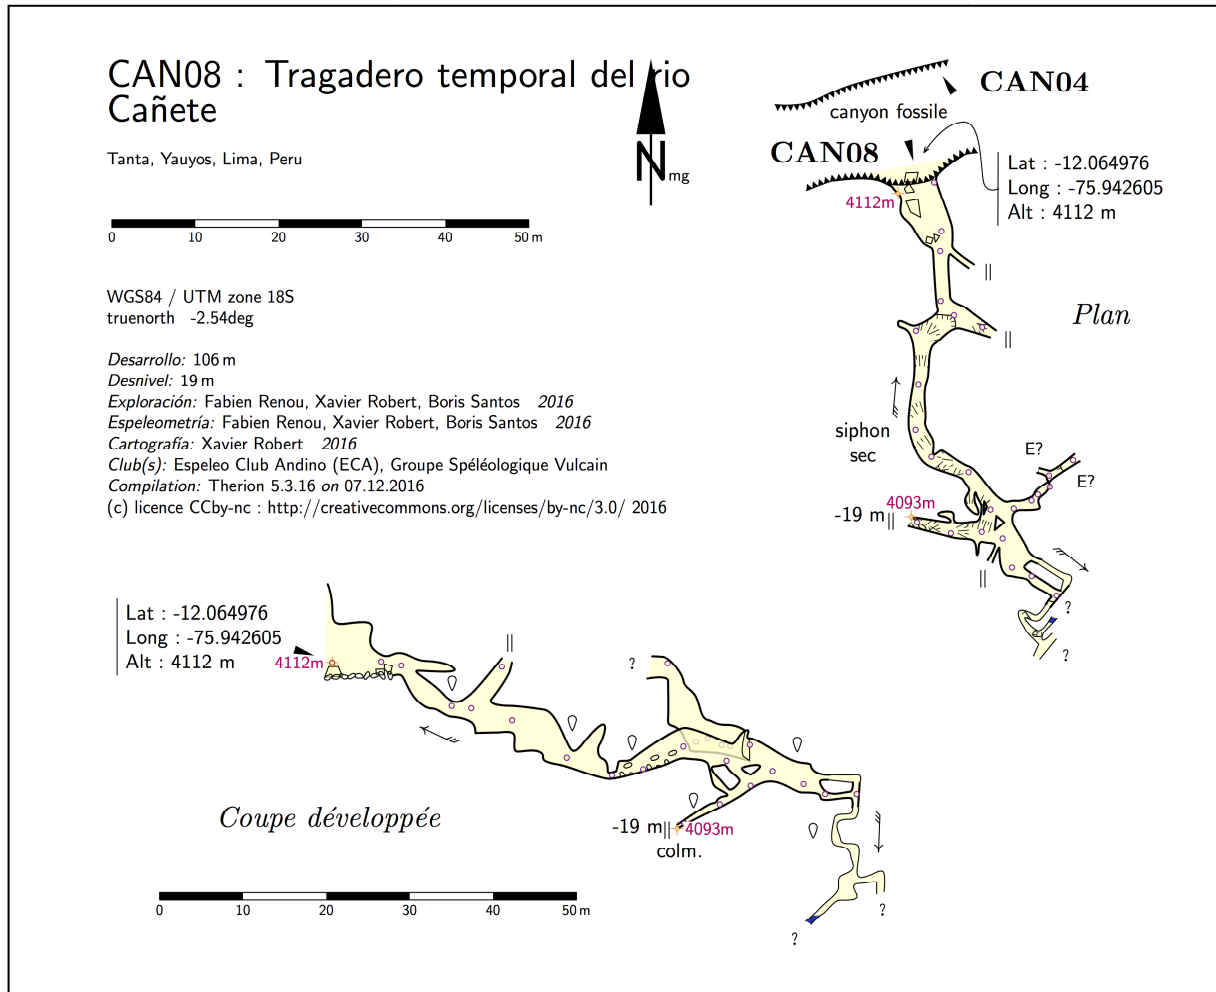 CAN08 : Tragadero temporal del rio
Cañete
Tanta, Yauyos, Lima, Peru
N mg
0 10 20 30 40 50 m
WGS84 / UTM zone 18S
truenorth -2.54deg
Desarrollo: 106 m
Desnivel: 19 m
Exploración: Fabien Renou, Xavier Robert, Boris Santos 2016
Espeleometría: Fabien Renou, Xavier Robert, Boris Santos 2016
Cartografía: Xavier Robert 2016
Club(s): Espeleo Club Andino (ECA), Groupe Spéléologique Vulcain
Compilation: Therion 5.3.16 on 07.12.2016
(c) licence CCby-nc : http://creativecommons.org/licenses/by-nc/3.0/ 2016
CAN04
canyon fossile
CAN08
Lat : -12.064976
Long : -75.942605
Alt : 4112 m
4112m
Plan
siphon
sec
E?
E?
4093m
-19 m
?
?
Lat : -12.064976
Long : -75.942605
Alt : 4112 m
4112m
?
Coupe développée
-19 m
4093m
colm.
?
?
0 10 20 30 40 50 m